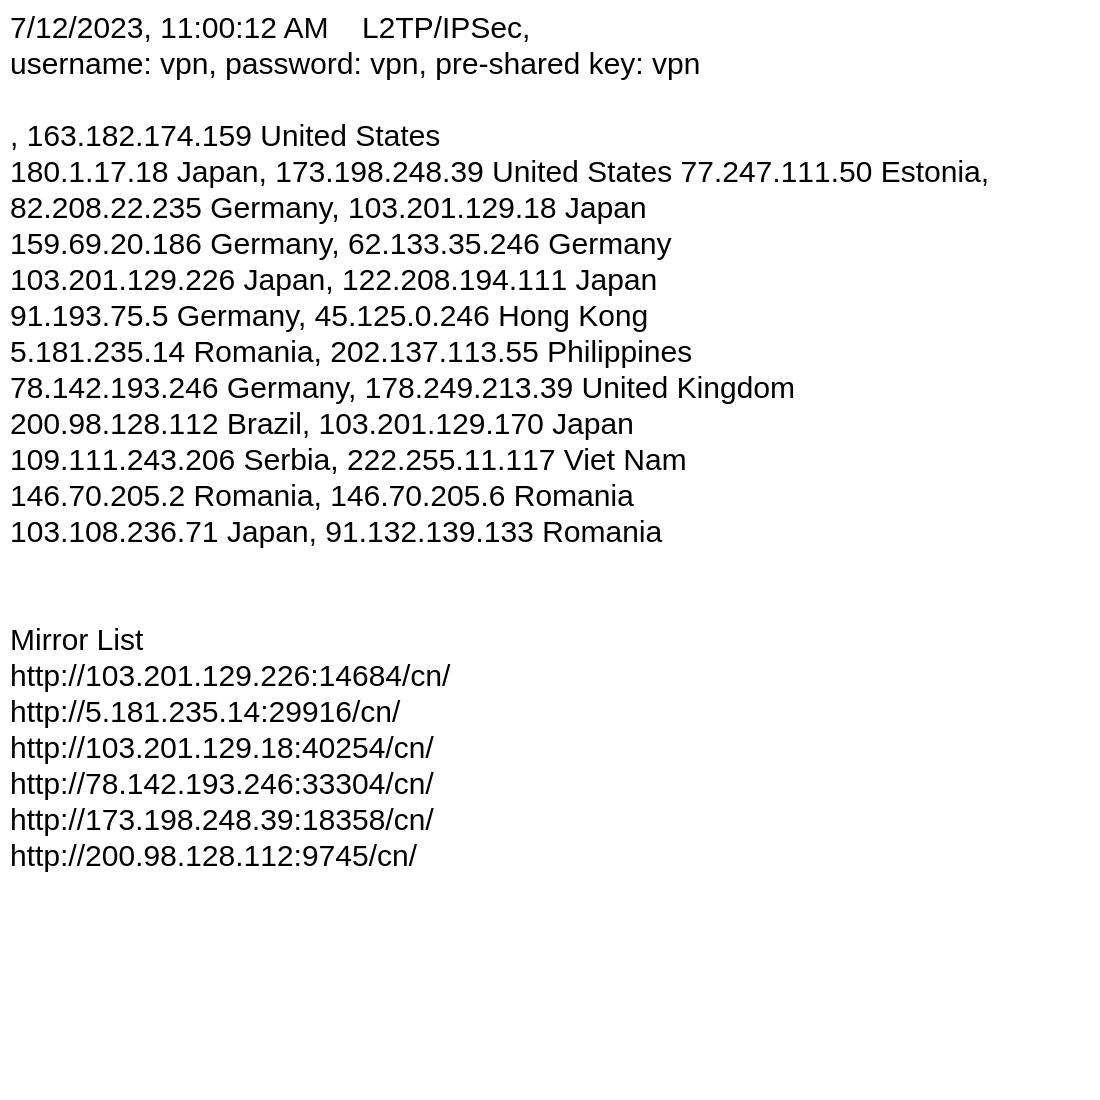 7/12/2023, 11:00:12 AM    L2TP/IPSec,
username: vpn, password: vpn, pre-shared key: vpn
, 163.182.174.159 United States
180.1.17.18 Japan, 173.198.248.39 United States 77.247.111.50 Estonia,
82.208.22.235 Germany, 103.201.129.18 Japan
159.69.20.186 Germany, 62.133.35.246 Germany
103.201.129.226 Japan, 122.208.194.111 Japan
91.193.75.5 Germany, 45.125.0.246 Hong Kong
5.181.235.14 Romania, 202.137.113.55 Philippines
78.142.193.246 Germany, 178.249.213.39 United Kingdom
200.98.128.112 Brazil, 103.201.129.170 Japan
109.111.243.206 Serbia, 222.255.11.117 Viet Nam
146.70.205.2 Romania, 146.70.205.6 Romania
103.108.236.71 Japan, 91.132.139.133 Romania
Mirror List
http://103.201.129.226:14684/cn/
http://5.181.235.14:29916/cn/
http://103.201.129.18:40254/cn/
http://78.142.193.246:33304/cn/
http://173.198.248.39:18358/cn/
http://200.98.128.112:9745/cn/